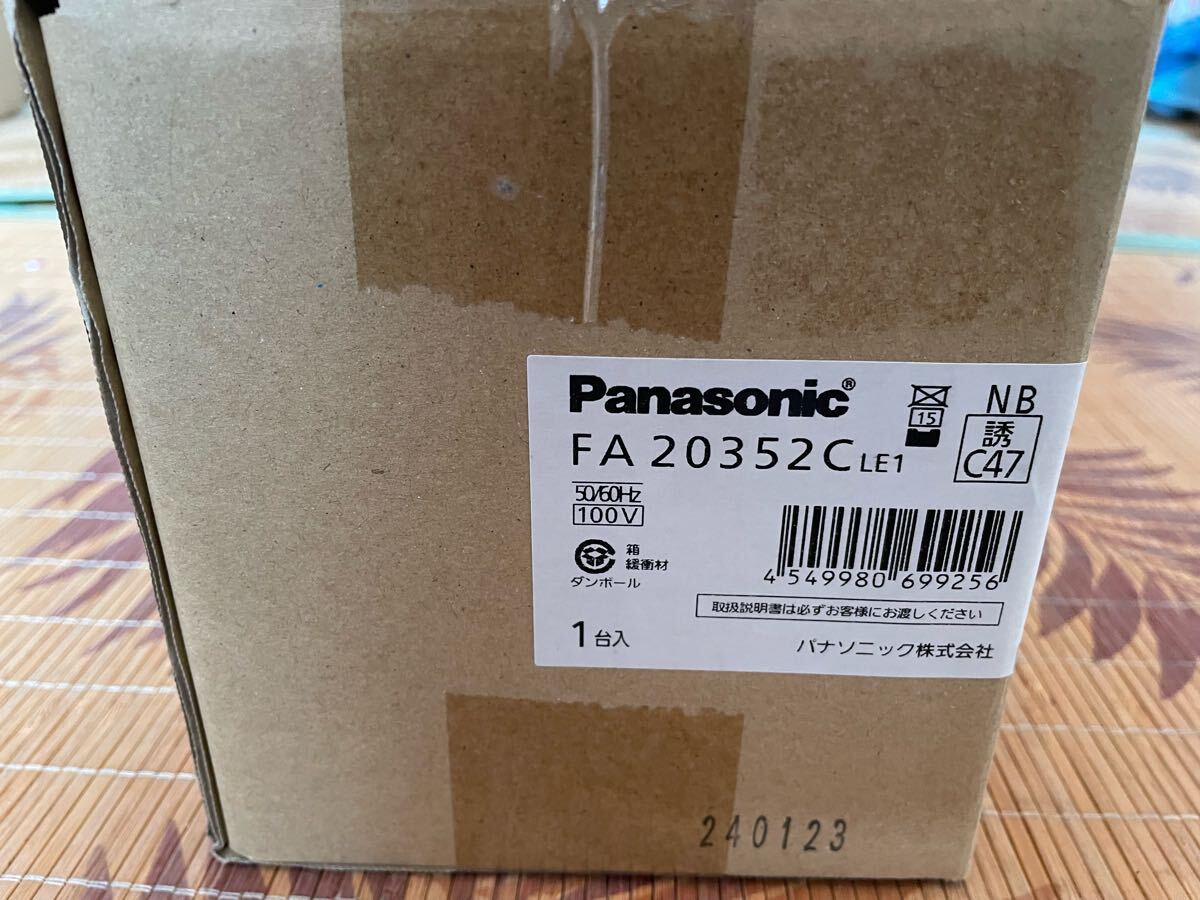 Panasonic®
FA 20352C LE1
15
NB
誘
C47
50/60Hz
100V
箱
緩衝材
ダンボール
4 549980 699256
取扱説明書は必ずお客様にお渡しください
1台入
パナソニック株式会社
240123